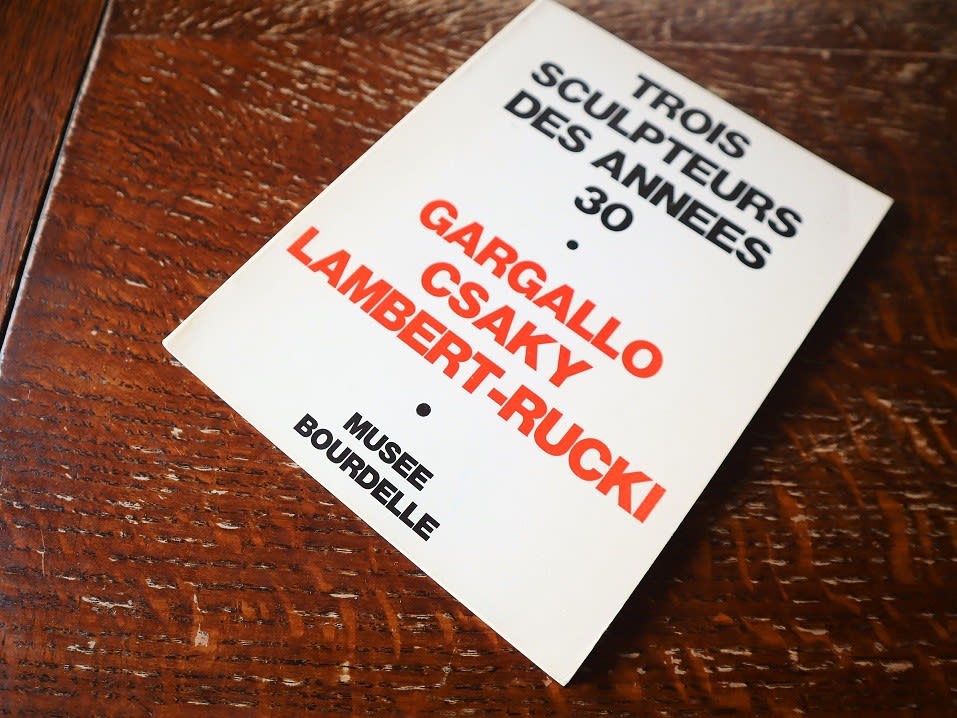 TROIS
SCULPTEURS
DES ANNEES
30
•
GARGALLO
CSAKY
LAMBERT-RUCKI
•
MUSEE
BOURDELLE